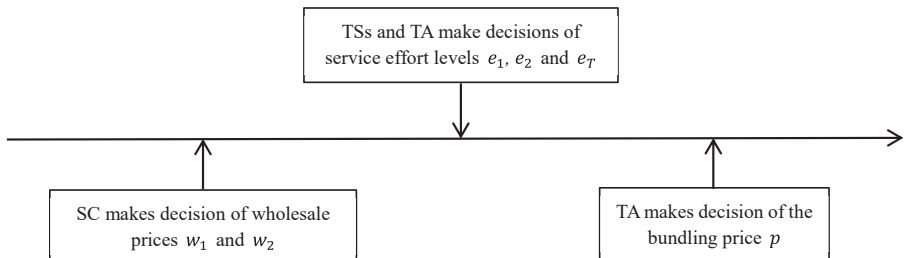 TSs and TA make decisions of
service effort levels e₁, e₂ and e_T
SC makes decision of wholesale
prices w₁ and w₂
TA makes decision of the
bundling price p